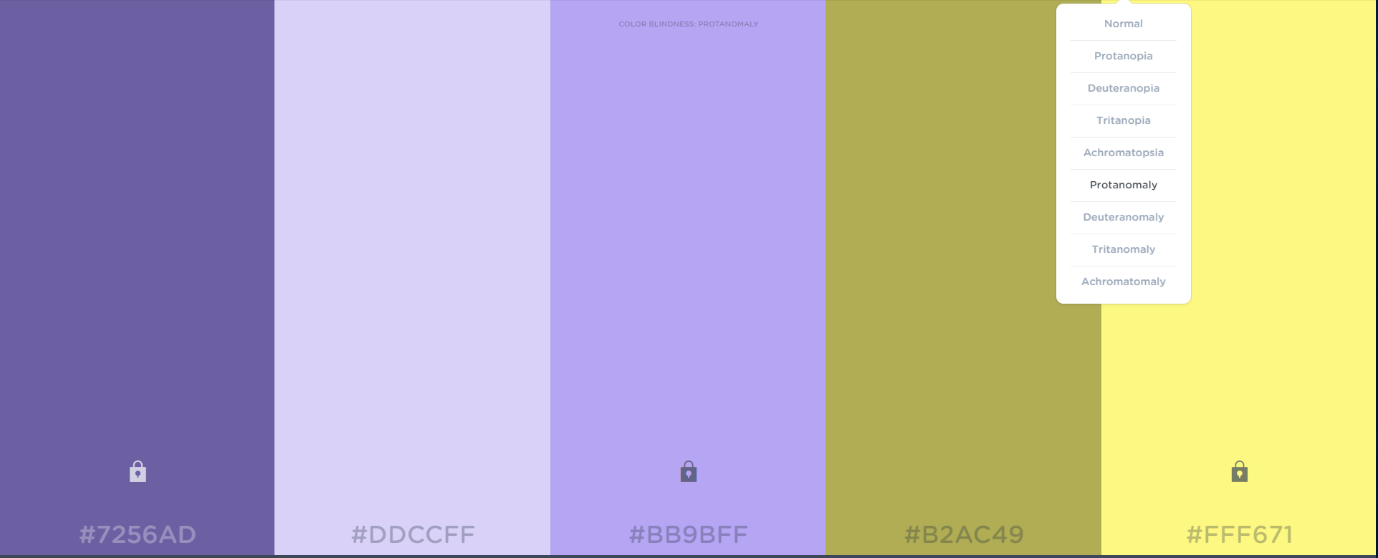 COLOR BLINDNESS: PROTANOMALY
Normal
Protanopia
Deuteranopia
Tritanopia
Achromatopsia
Protanomaly
Deuteranomaly
Tritanomaly
Achromatomaly
#7256AD
#DDCCFF
#BB9BFF
#B2AC49
#FFF671